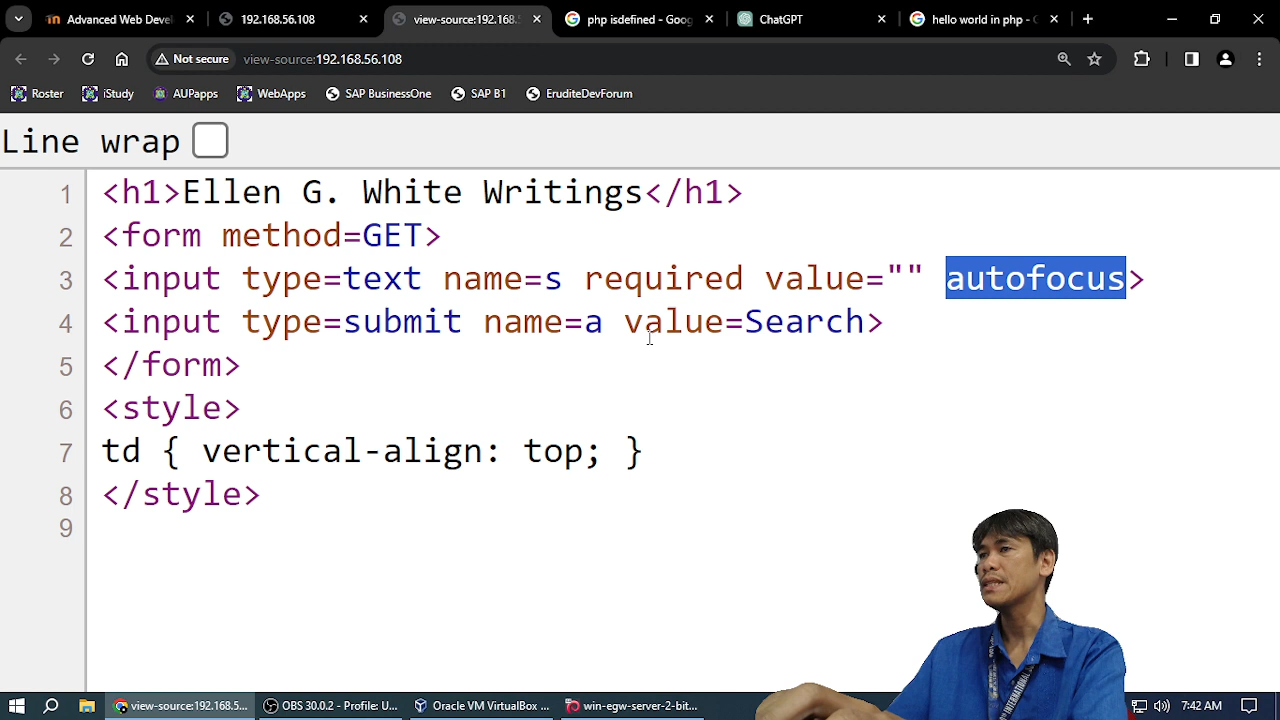 Advanced Web Devel
192.168.56.108
view-source:192.168.
php isdefined - Goog
ChatGPT
hello world in php - G
Not secure
view-source:192.168.56.108
Roster
iStudy
AUPapps
WebApps
SAP BusinessOne
SAP B1
EruditeDevForum
Line wrap
1 <h1>Ellen G. White Writings</h1>
2 <form method=GET>
3 <input type=text name=s required value="" autofocus>
4 <input type=submit name=a value=Search>
5 </form>
6 <style>
7 td { vertical-align: top; }
8 </style>
9
view-source:192.168.5...
OBS 30.0.2 - Profile: U...
Oracle VM VirtualBox ...
win-egw-server-2-bit...
7:42 AM